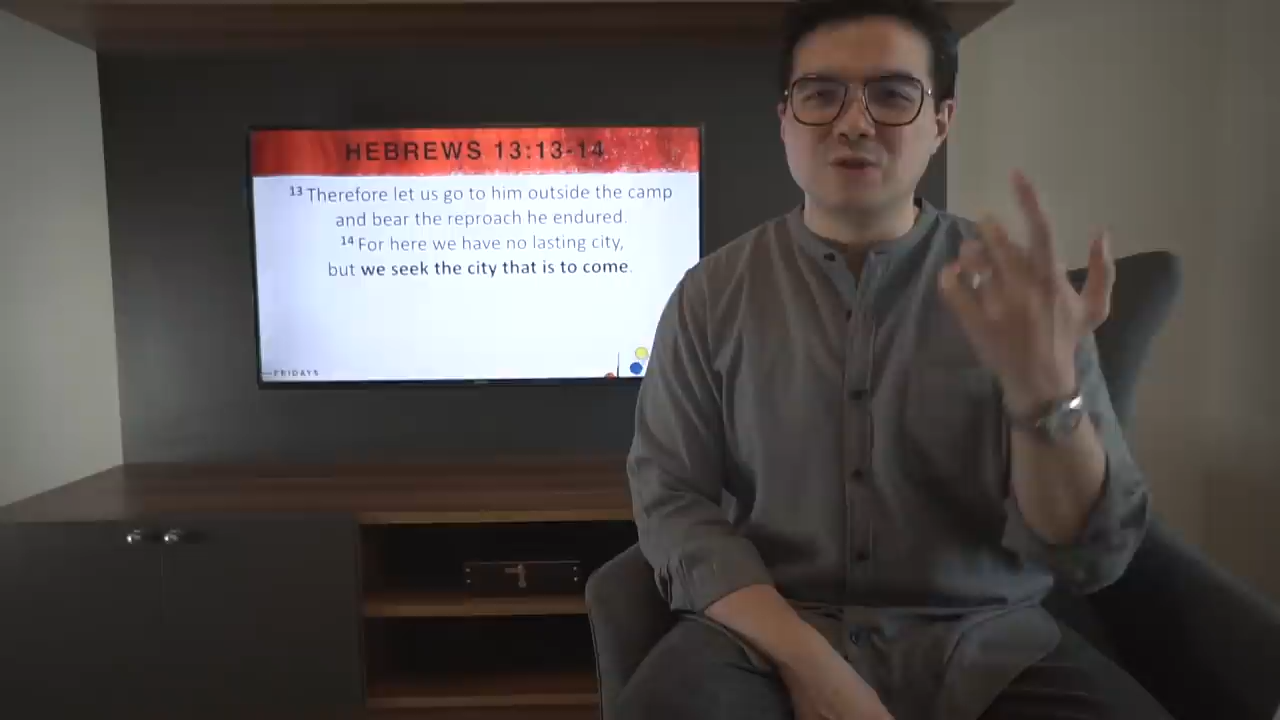 HEBREWS 13:13-14
13 Therefore let us go to him outside the camp
and bear the reproach he endured.
14 For here we have no lasting city,
but we seek the city that is to come.
FRIDAYS